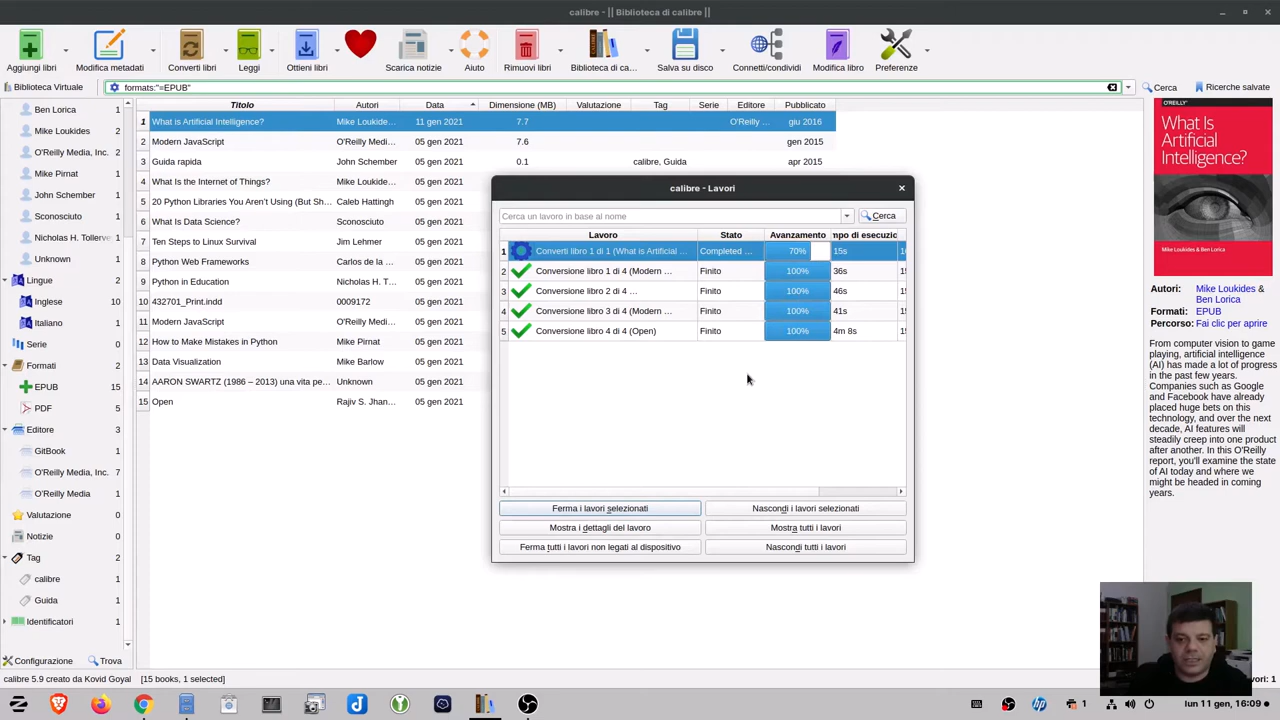 calibre - || Biblioteca di calibre ||
Aggiungi libri
Modifica metadati
Converti libri
Leggi
Ottieni libri
Scarica notizie
Aiuto
Rimuovi libri
Biblioteca di ca...
Salva su disco
Connetti/condividi
Modifica libro
Preferenze
Biblioteca Virtuale
formats:"=EPUB"
Cerca
Ricerche salvate
Ben Lorica 1
Mike Loukides 2
O'Reilly Media, Inc. 2
Mike Pirnat 1
John Schember 1
Sconosciuto 1
Nicholas H. Tollerve 1
Unknown 1
Lingue 2
Inglese 10
Italiano 1
Serie 0
Formati 2
EPUB 15
PDF 5
Editore 3
GitBook 1
O'Reilly Media, Inc. 7
O'Reilly Media 1
Valutazione 0
Notizie 0
Tag 2
calibre 1
Guida 1
Identificatori 1
Configurazione Trova
Titolo Autori Data Dimensione (MB) Valutazione Tag Serie Editore Pubblicato
1 What is Artificial Intelligence? Mike Loukide... 11 gen 2021 7.7 O'Reilly ... giu 2016
2 Modern JavaScript O'Reilly Me... 05 gen 2021 7.6 gen 2015
3 Guida rapida John Schember 05 gen 2021 0.1 calibre, Guida apr 2015
4 What Is the Internet of Things? Mike Loukide... 05 gen 2021
5 20 Python Libraries You Aren't Using (But Sh... Caleb Hattingh 05 gen 2021
6 What Is Data Science? Sconosciuto 05 gen 2021
7 Ten Steps to Linux Survival Jim Lehmer 05 gen 2021
8 Python Web Frameworks Carlos de la ... 05 gen 2021
9 Python in Education Nicholas H. T... 05 gen 2021
10 432701_Print.indd 0009172 05 gen 2021
11 Modern JavaScript O'Reilly Me... 05 gen 2021
12 How to Make Mistakes in Python Mike Pirnat 05 gen 2021
13 Data Visualization Mike Barlow 05 gen 2021
14 AARON SWARTZ (1986 – 2013) una vita pe... Unknown 05 gen 2021
15 Open Rajiv S. Jhan... 05 gen 2021
calibre - Lavori
Cerca un lavoro in base al nome
Cerca
Lavoro Stato Avanzamento mpo di esecuzio
1 Converti libro 1 di 1 (What is Artificial ... Completed ... 70% 15s
2 Conversione libro 1 di 4 (Modern ... Finito 100% 36s
3 Conversione libro 2 di 4 ... Finito 100% 46s
4 Conversione libro 3 di 4 (Modern ... Finito 100% 41s
5 Conversione libro 4 di 4 (Open) Finito 100% 4m 8s
Ferma i lavori selezionati
Nascondi i lavori selezionati
Mostra i dettagli del lavoro
Mostra tutti i lavori
Ferma tutti i lavori non legati al dispositivo
Nascondi tutti i lavori
O'REILLY
What Is
Artificial
Intelligence?
Mike Loukides & Ben Lorica
Autori: Mike Loukides &
Ben Lorica
Formati: EPUB
Percorso: Fai clic per aprire
From computer vision to game
playing, artificial intelligence
(AI) has made a lot of progress
in the past few years.
Companies such as Google
and Facebook have already
placed huge bets on this
technology, and over the next
decade, AI features will
steadily creep into one product
after another. In this O'Reilly
report, you'll examine the state
of AI today and where we
might be headed in coming
years.
calibre 5.9 creato da Kovid Goyal [15 books, 1 selected]
vori: 1
1
lun 11 gen, 16:09